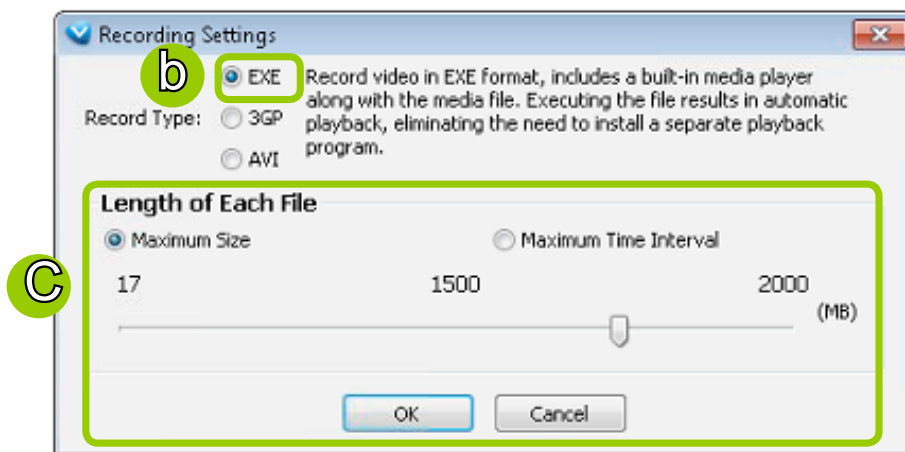 Recording Settings
b
EXE
Record video in EXE format, includes a built-in media player
along with the media file. Executing the file results in automatic
playback, eliminating the need to install a separate playback
program.
Record Type:
3GP
AVI
Length of Each File
Maximum Size
Maximum Time Interval
C
17 1500 2000
(MB)
OK Cancel